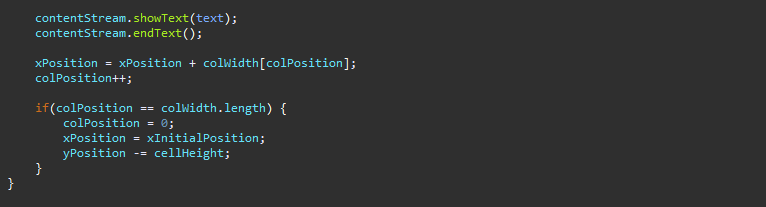 contentStream.showText(text);
contentStream.endText();
xPosition = xPosition + colWidth[colPosition];
colPosition++;
if(colPosition == colWidth.length) {
colPosition = 0;
xPosition = xInitialPosition;
yPosition -= cellHeight;
}
}